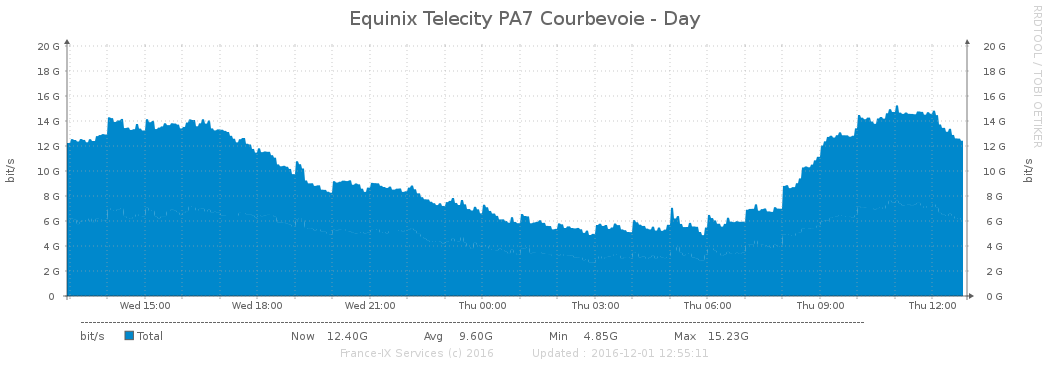 Equinix Telecity PA7 Courbevoie - Day
RRDTOOL / TOBI OETIKER
20 G 20 G
18 G 18 G
16 G 16 G
14 G 14 G
12 G 12 G
10 G 10 G
8 G 8 G
6 G 6 G
4 G 4 G
2 G 2 G
0 0 G
bit/s bit/s
Wed 15:00 Wed 18:00 Wed 21:00 Thu 00:00 Thu 03:00 Thu 06:00 Thu 09:00 Thu 12:00
bit/s Total Now 12.40G Avg 9.60G Min 4.85G Max 15.23G
France-IX Services (c) 2016 Updated : 2016-12-01 12:55:11